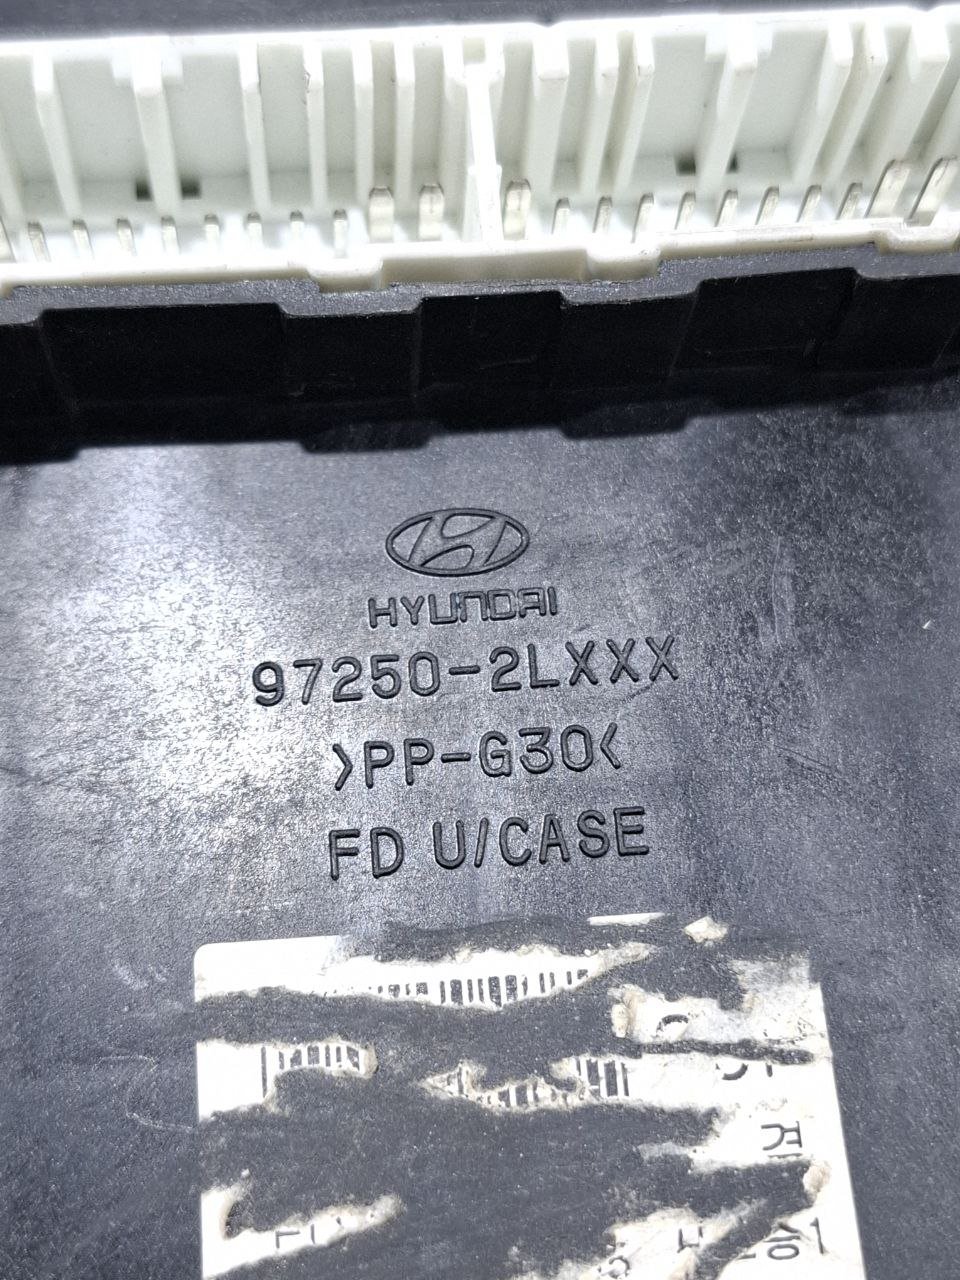 HYUNDAI
97250-2LXXX
>PP-G30<
FD U/CASE